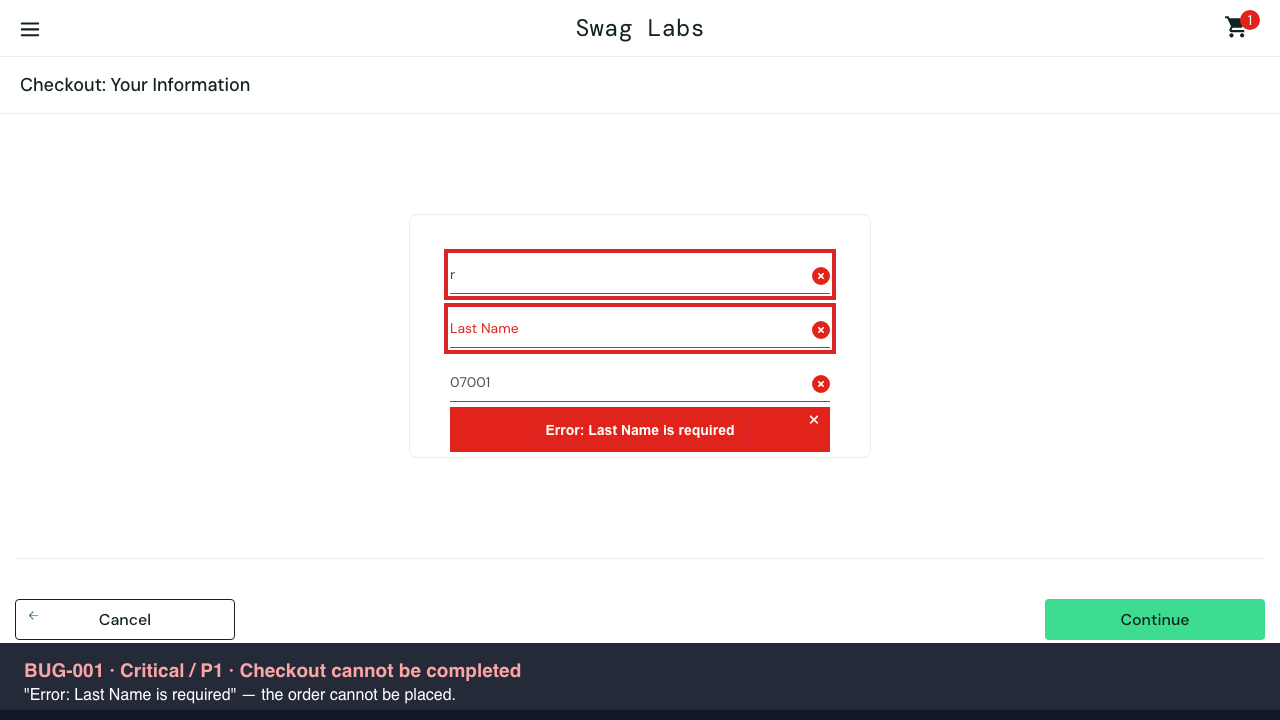 Swag Labs
1
Checkout: Your Information
r
Last Name
07001
Error: Last Name is required
Cancel
Continue
BUG-001 · Critical / P1 · Checkout cannot be completed
"Error: Last Name is required" — the order cannot be placed.